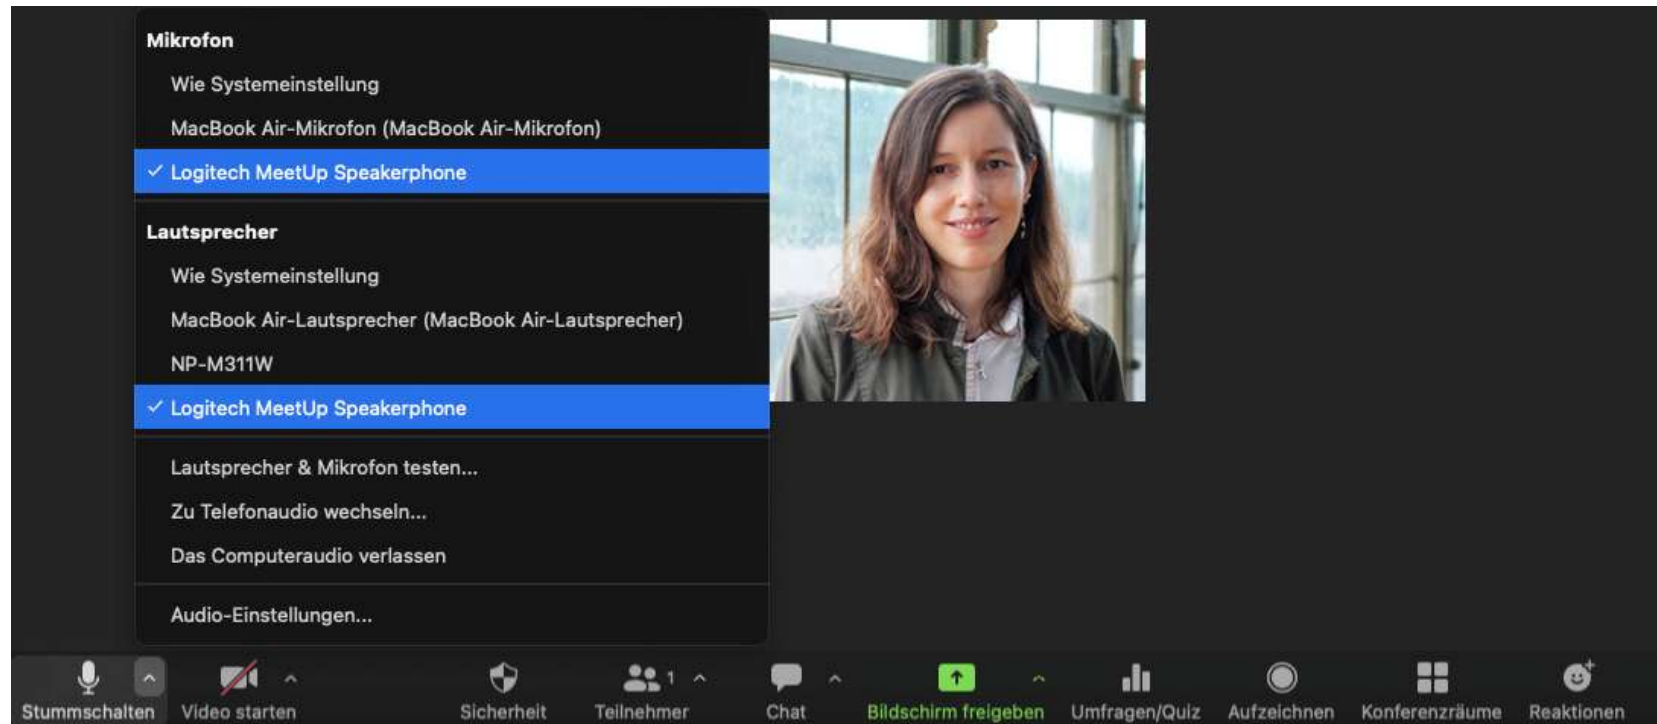 Mikrofon
Wie Systemeinstellung
MacBook Air-Mikrofon (MacBook Air-Mikrofon)
✓ Logitech MeetUp Speakerphone
Lautsprecher
Wie Systemeinstellung
MacBook Air-Lautsprecher (MacBook Air-Lautsprecher)
NP-M311W
✓ Logitech MeetUp Speakerphone
Lautsprecher & Mikrofon testen...
Zu Telefonaudio wechseln...
Das Computeraudio verlassen
Audio-Einstellungen...
1
Stummschalten Video starten Sicherheit Teilnehmer Chat Bildschirm freigeben Umfragen/Quiz Aufzeichnen Konferenzräume Reaktionen